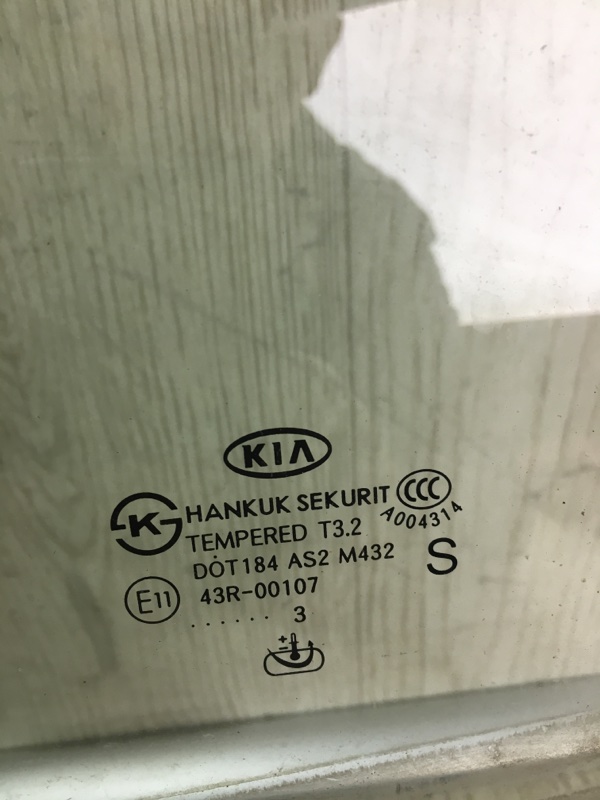 KIA
K HANKUK SEKURIT CCC
A004314
TEMPERED T3.2
DOT184 AS2 M432 S
E11 43R-00107
...... 3